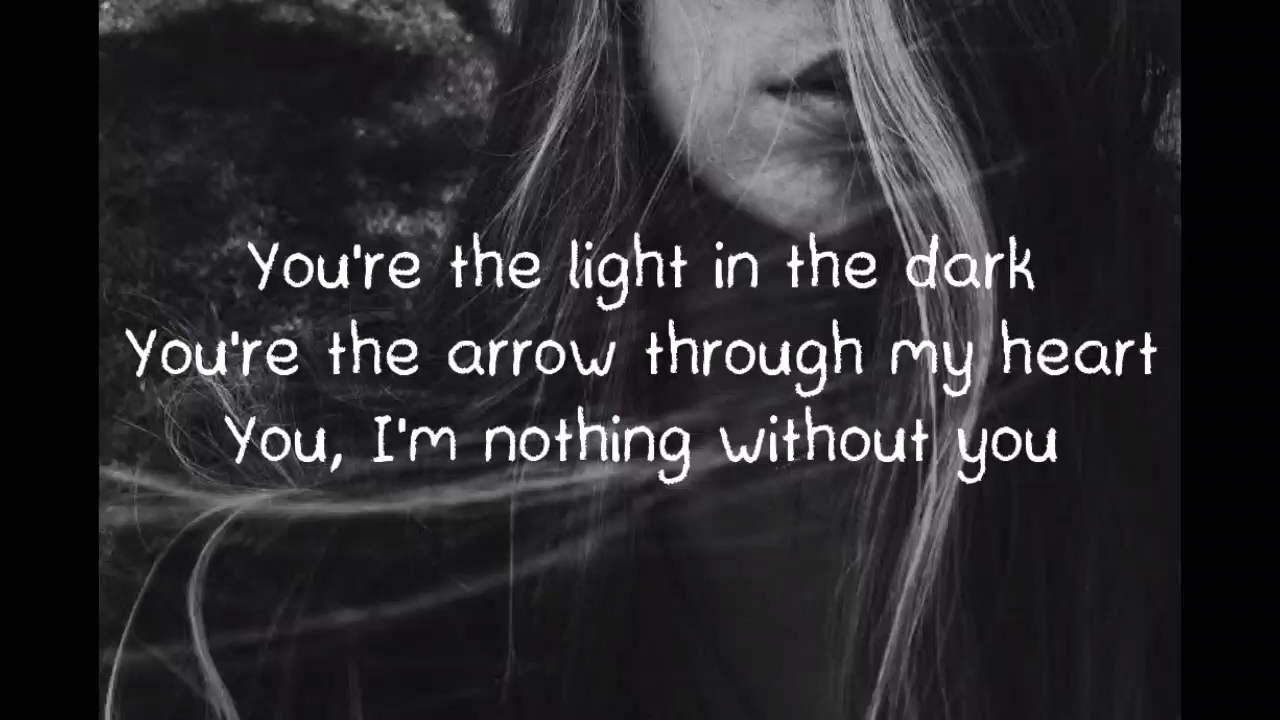 You're the light in the dark
You're the arrow through my heart
You, I'm nothing without you